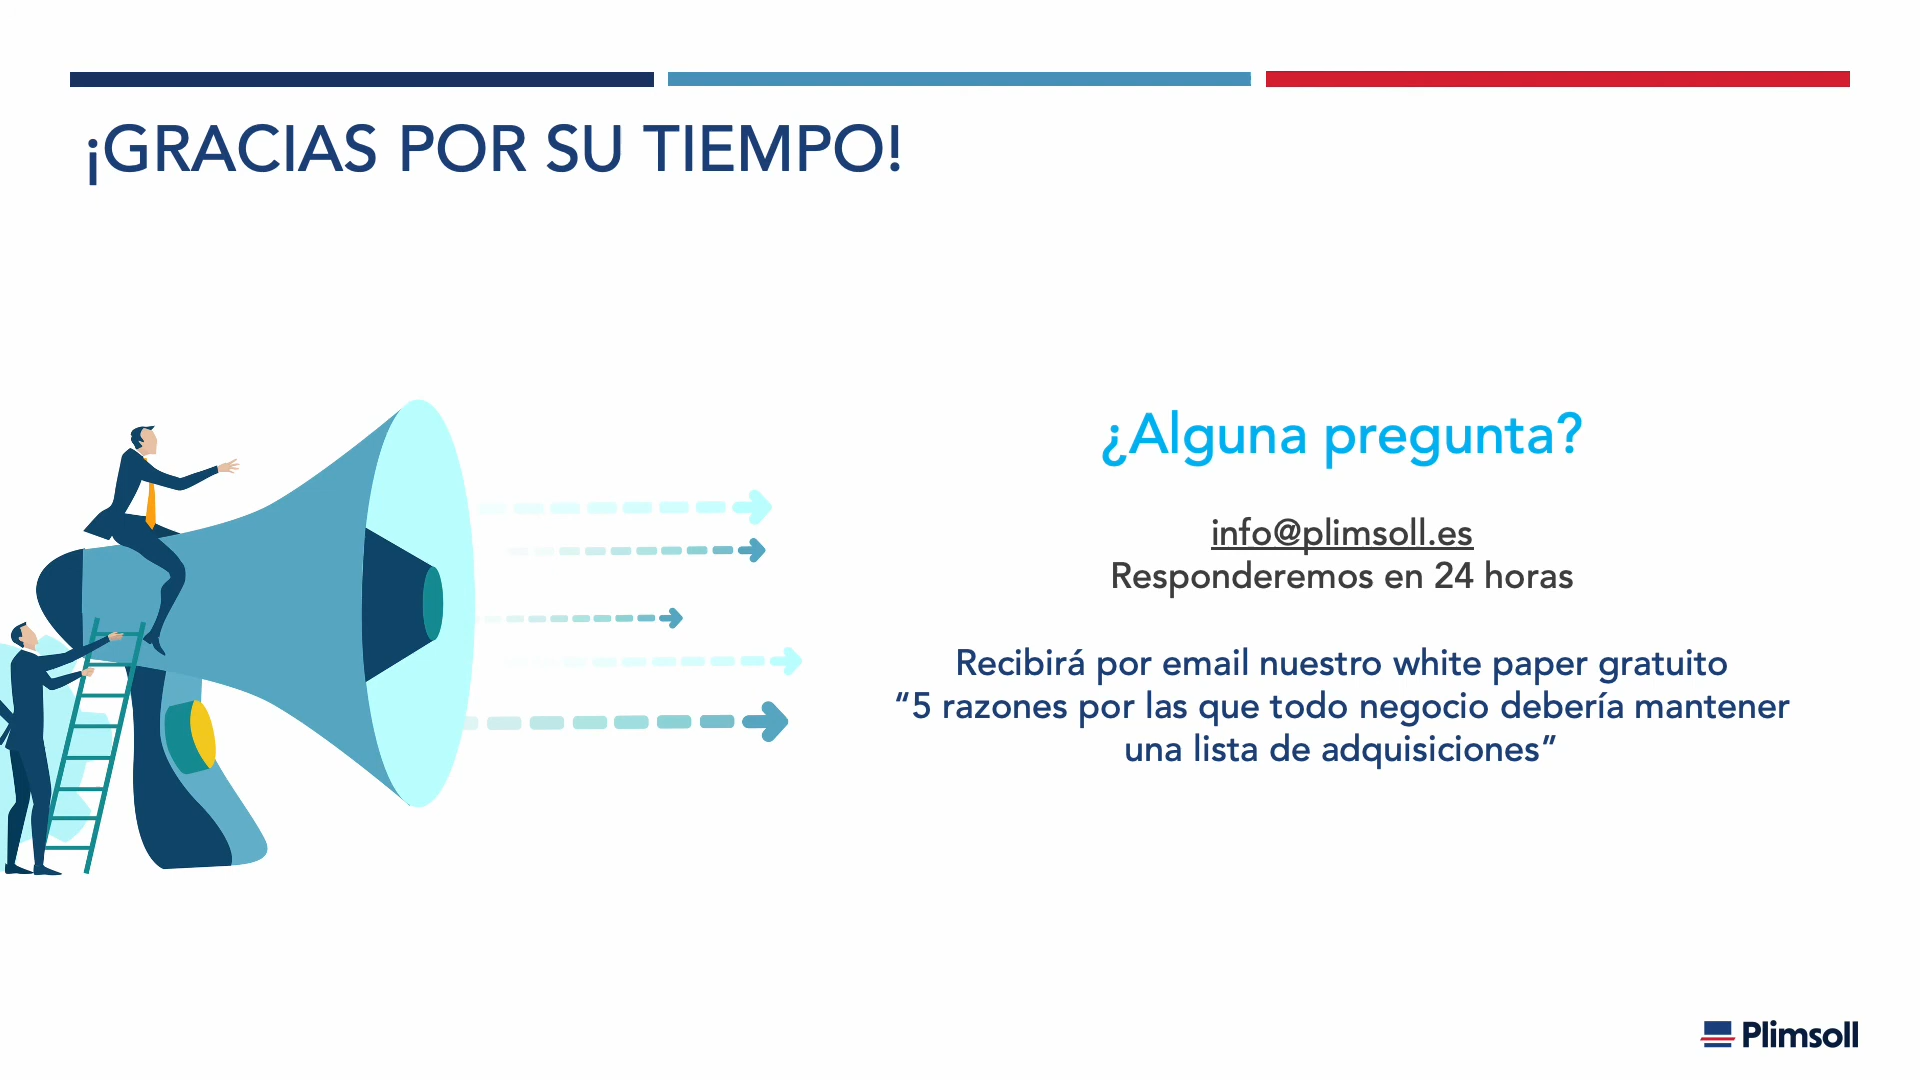 ¡GRACIAS POR SU TIEMPO!
¿Alguna pregunta?
info@plimsoll.es
Responderemos en 24 horas
Recibirá por email nuestro white paper gratuito
“5 razones por las que todo negocio debería mantener
una lista de adquisiciones”
Plimsoll